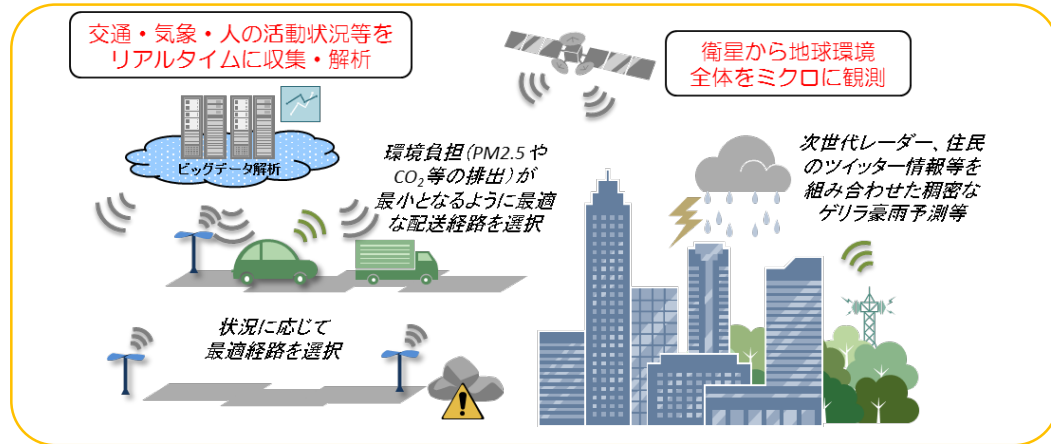 交通・気象・人の活動状況等を
リアルタイムに収集・解析
衛星から地球環境
全体をミクロに観測
ビッグデータ解析
環境負担(PM2.5や
CO₂等の排出)が
最小となるように最適
な配送経路を選択
次世代レーダー、住民
のツイッター情報等を
組み合わせた稠密な
ゲリラ豪雨予測等
状況に応じて
最適経路を選択